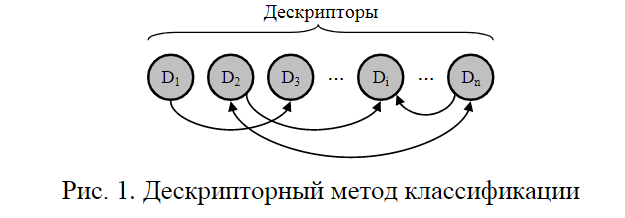 Дескрипторы
D1 D2 D3 ... Di ... Dn
Рис. 1. Дескрипторный метод классификации